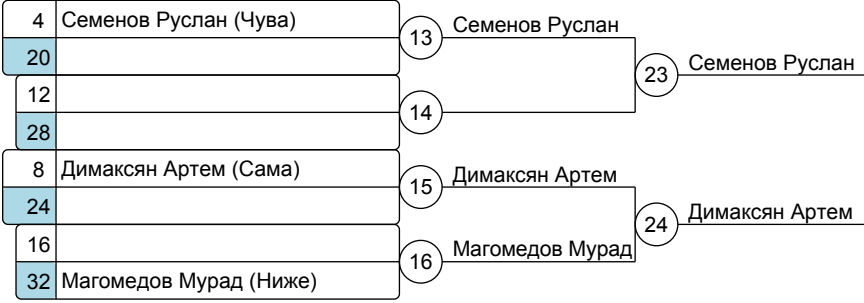 4 Семенов Руслан (Чува)
13 Семенов Руслан
20
23 Семенов Руслан
12
14
28
8 Димаксян Артем (Сама)
15 Димаксян Артем
24
24 Димаксян Артем
16
16 Магомедов Мурад
32 Магомедов Мурад (Ниже)